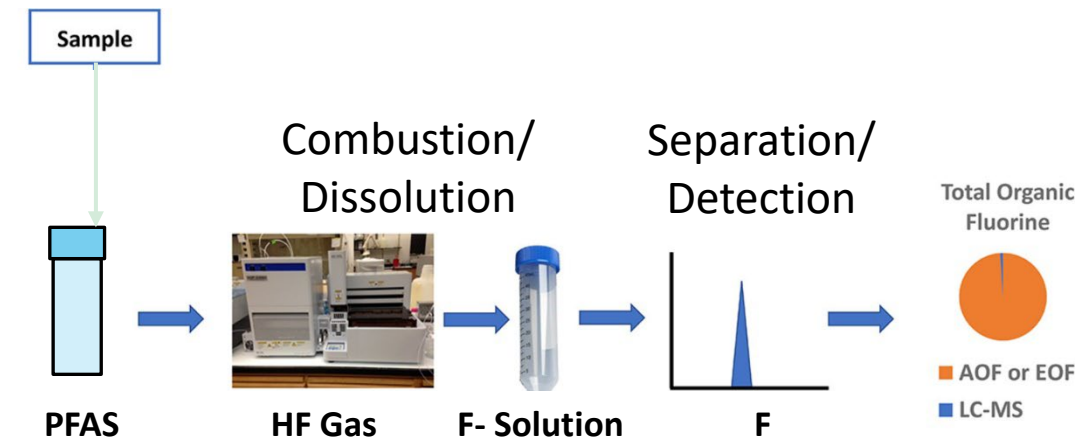 Sample
Combustion/
Dissolution
Separation/
Detection
Total Organic
Fluorine
AOF or EOF
LC-MS
PFAS
HF Gas
F- Solution
F